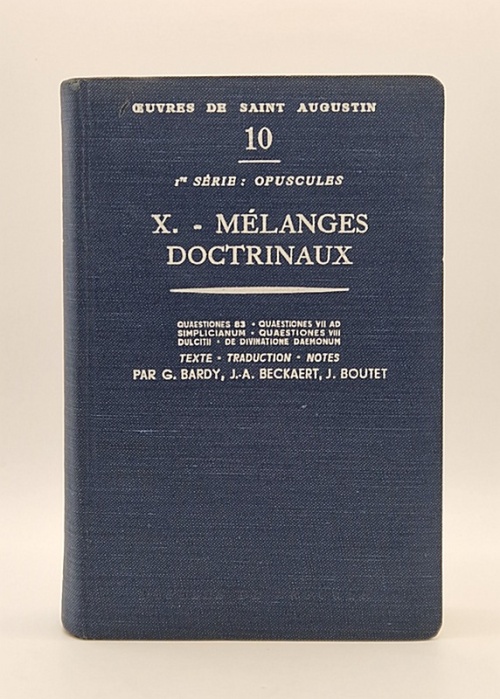 ŒUVRES DE SAINT AUGUSTIN
10
1re SÉRIE : OPUSCULES
X. - MÉLANGES
DOCTRINAUX
QUAESTIONES 83 • QUAESTIONES VII AD
SIMPLICIANUM • QUAESTIONES VIII
DULCITII • DE DIVINATIONE DAEMONUM
TEXTE - TRADUCTION - NOTES
PAR G. BARDY, J.-A. BECKAERT, J. BOUTET